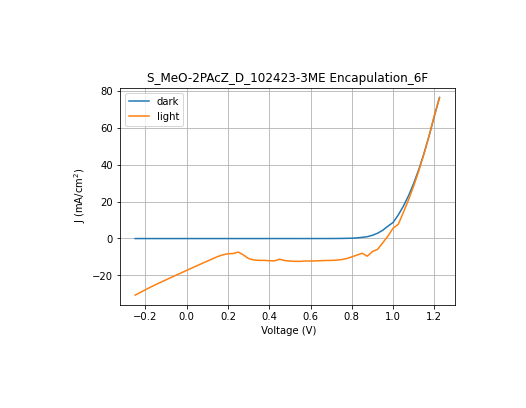 S_MeO-2PAcZ_D_102423-3ME Encapulation_6F
dark
light
80
60
40
20
0
−20
J (mA/cm²)
−0.2 0.0 0.2 0.4 0.6 0.8 1.0 1.2
Voltage (V)